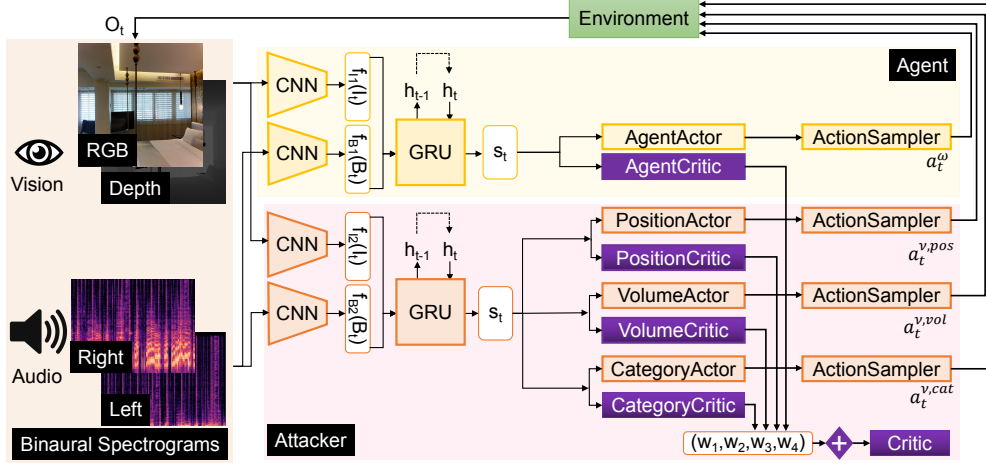 O_t
Environment
Agent
Vision
RGB
Depth
CNN
f_I1(I_t)
CNN
f_B1(B_t)
h_t-1
h_t
GRU
s_t
AgentActor
AgentCritic
ActionSampler
a_t^ω
Audio
Right
Left
Binaural Spectrograms
Attacker
CNN
f_I2(I_t)
CNN
f_B2(B_t)
h_t-1
h_t
GRU
s_t
PositionActor
PositionCritic
ActionSampler
a_t^ν,pos
VolumeActor
VolumeCritic
ActionSampler
a_t^ν,vol
CategoryActor
CategoryCritic
ActionSampler
a_t^ν,cat
(w_1,w_2,w_3,w_4)
+
Critic